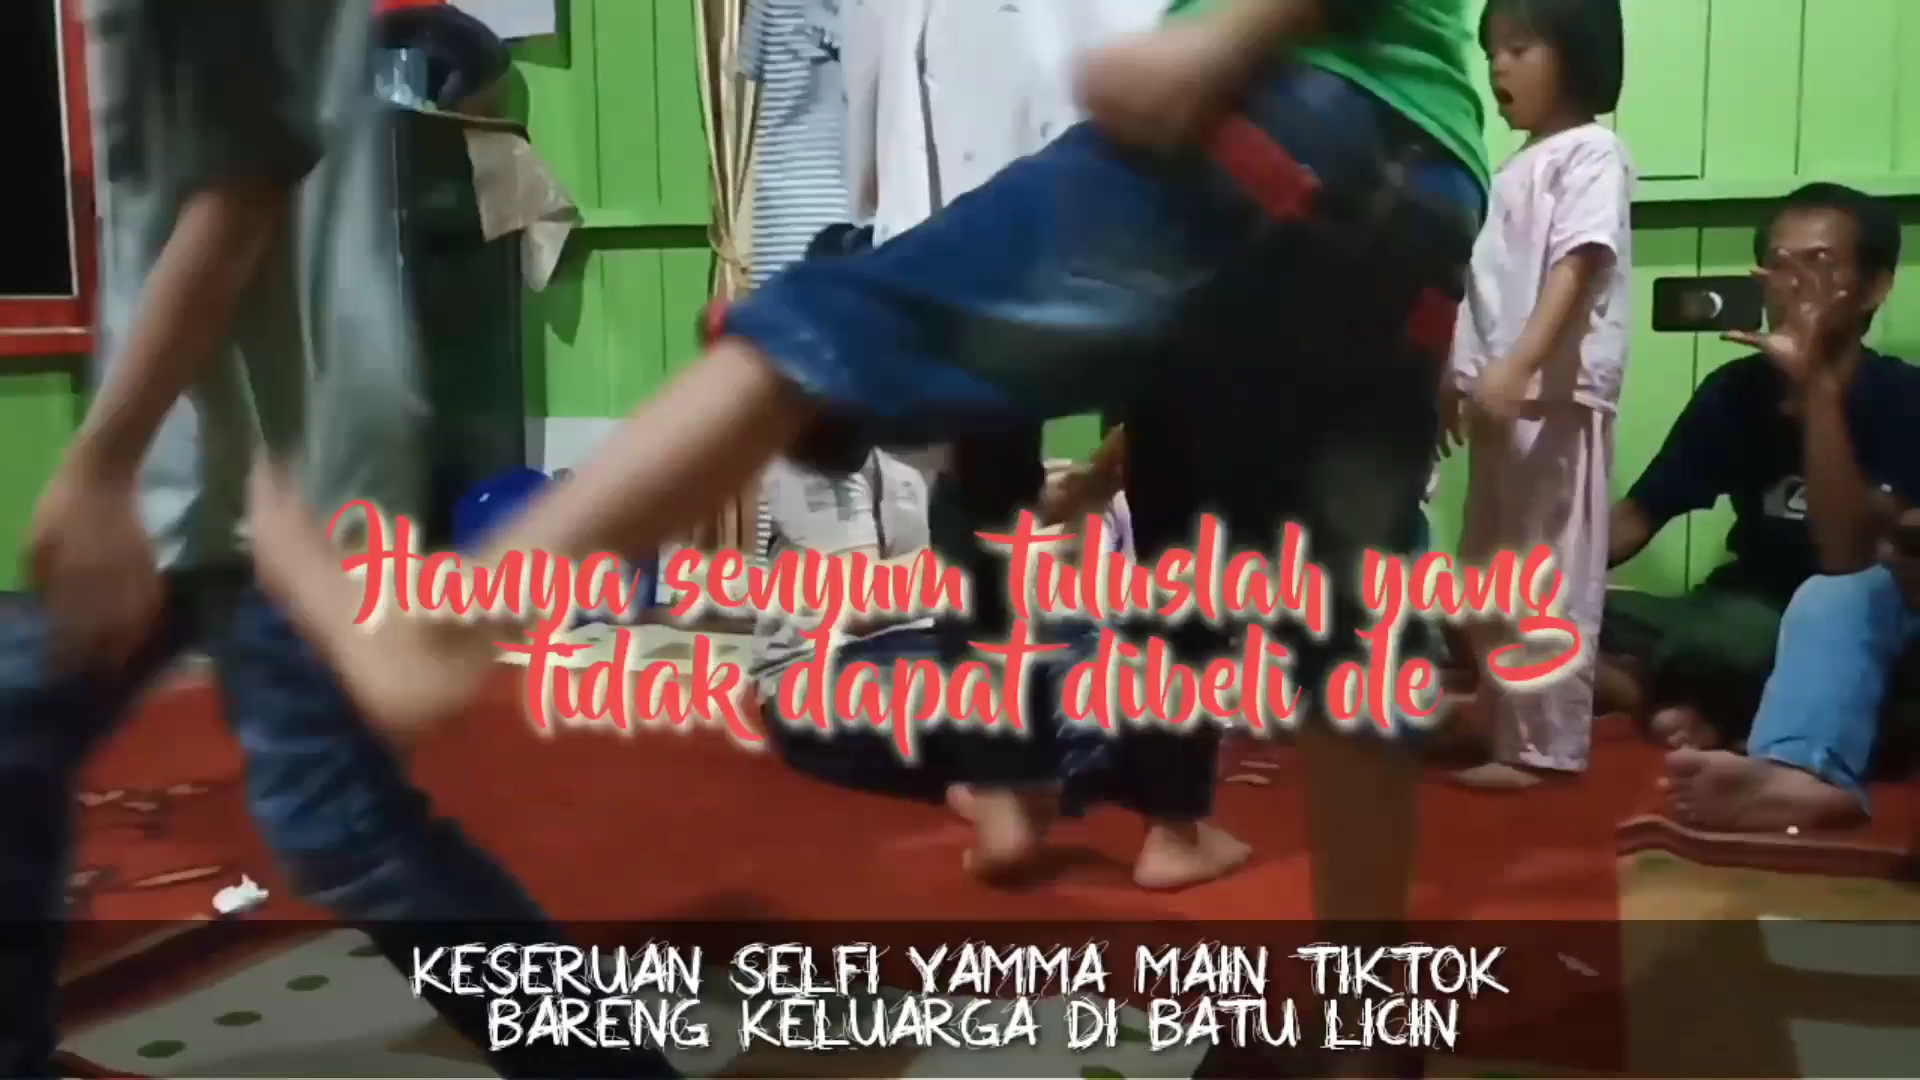 Hanya senyum tuluslah yang
tidak dapat dibeli ole
KESERUAN SELFI YAMMA MAIN TIKTOK
BARENG KELUARGA DI BATU LICIN